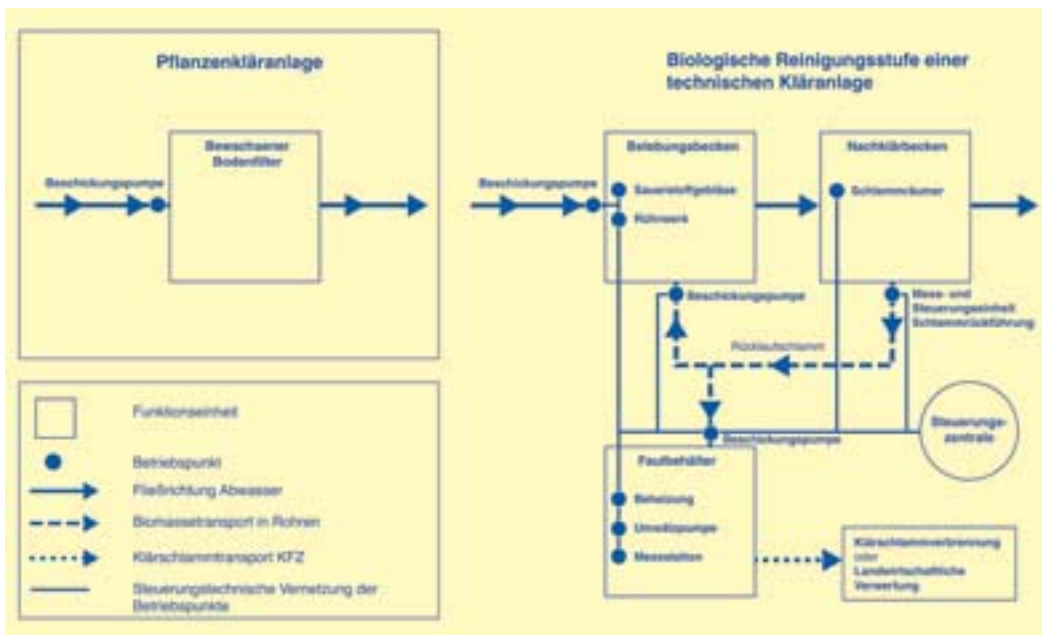 Pflanzenkläranlage
Bewachsener
Bodenfilter
Beschickungspumpe
Biologische Reinigungsstufe einer
technischen Kläranlage
Belebungsbecken
Nachklärbecken
Beschickungspumpe
Sauerstoffgebläse
Rührwerk
Schlammräumer
Beschickungspumpe
Mess- und
Steuerungseinheit
Schlammrückführung
Rücklaufschlamm
Steuerungs-
zentrale
Beschickungspumpe
Faulbehälter
Beheizung
Umwälzpumpe
Messstation
Klärschlammverbrennung
oder
Landwirtschaftliche
Verwertung
Funktionseinheit
Betriebspunkt
Fließrichtung Abwasser
Biomassetransport in Rohren
Klärschlammtransport KFZ
Steuerungstechnische Vernetzung der
Betriebspunkte